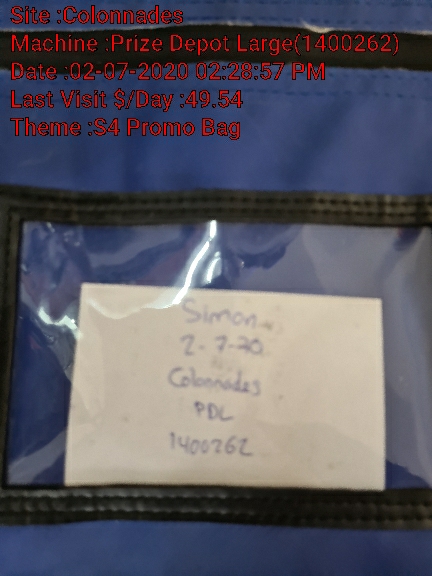 Site :Colonnades
Machine :Prize Depot Large(1400262)
Date :02-07-2020 02:28:57 PM
Last Visit $/Day :49.54
Theme :S4 Promo Bag
Simon
2-7-20
Colonnades
PDL
1400262